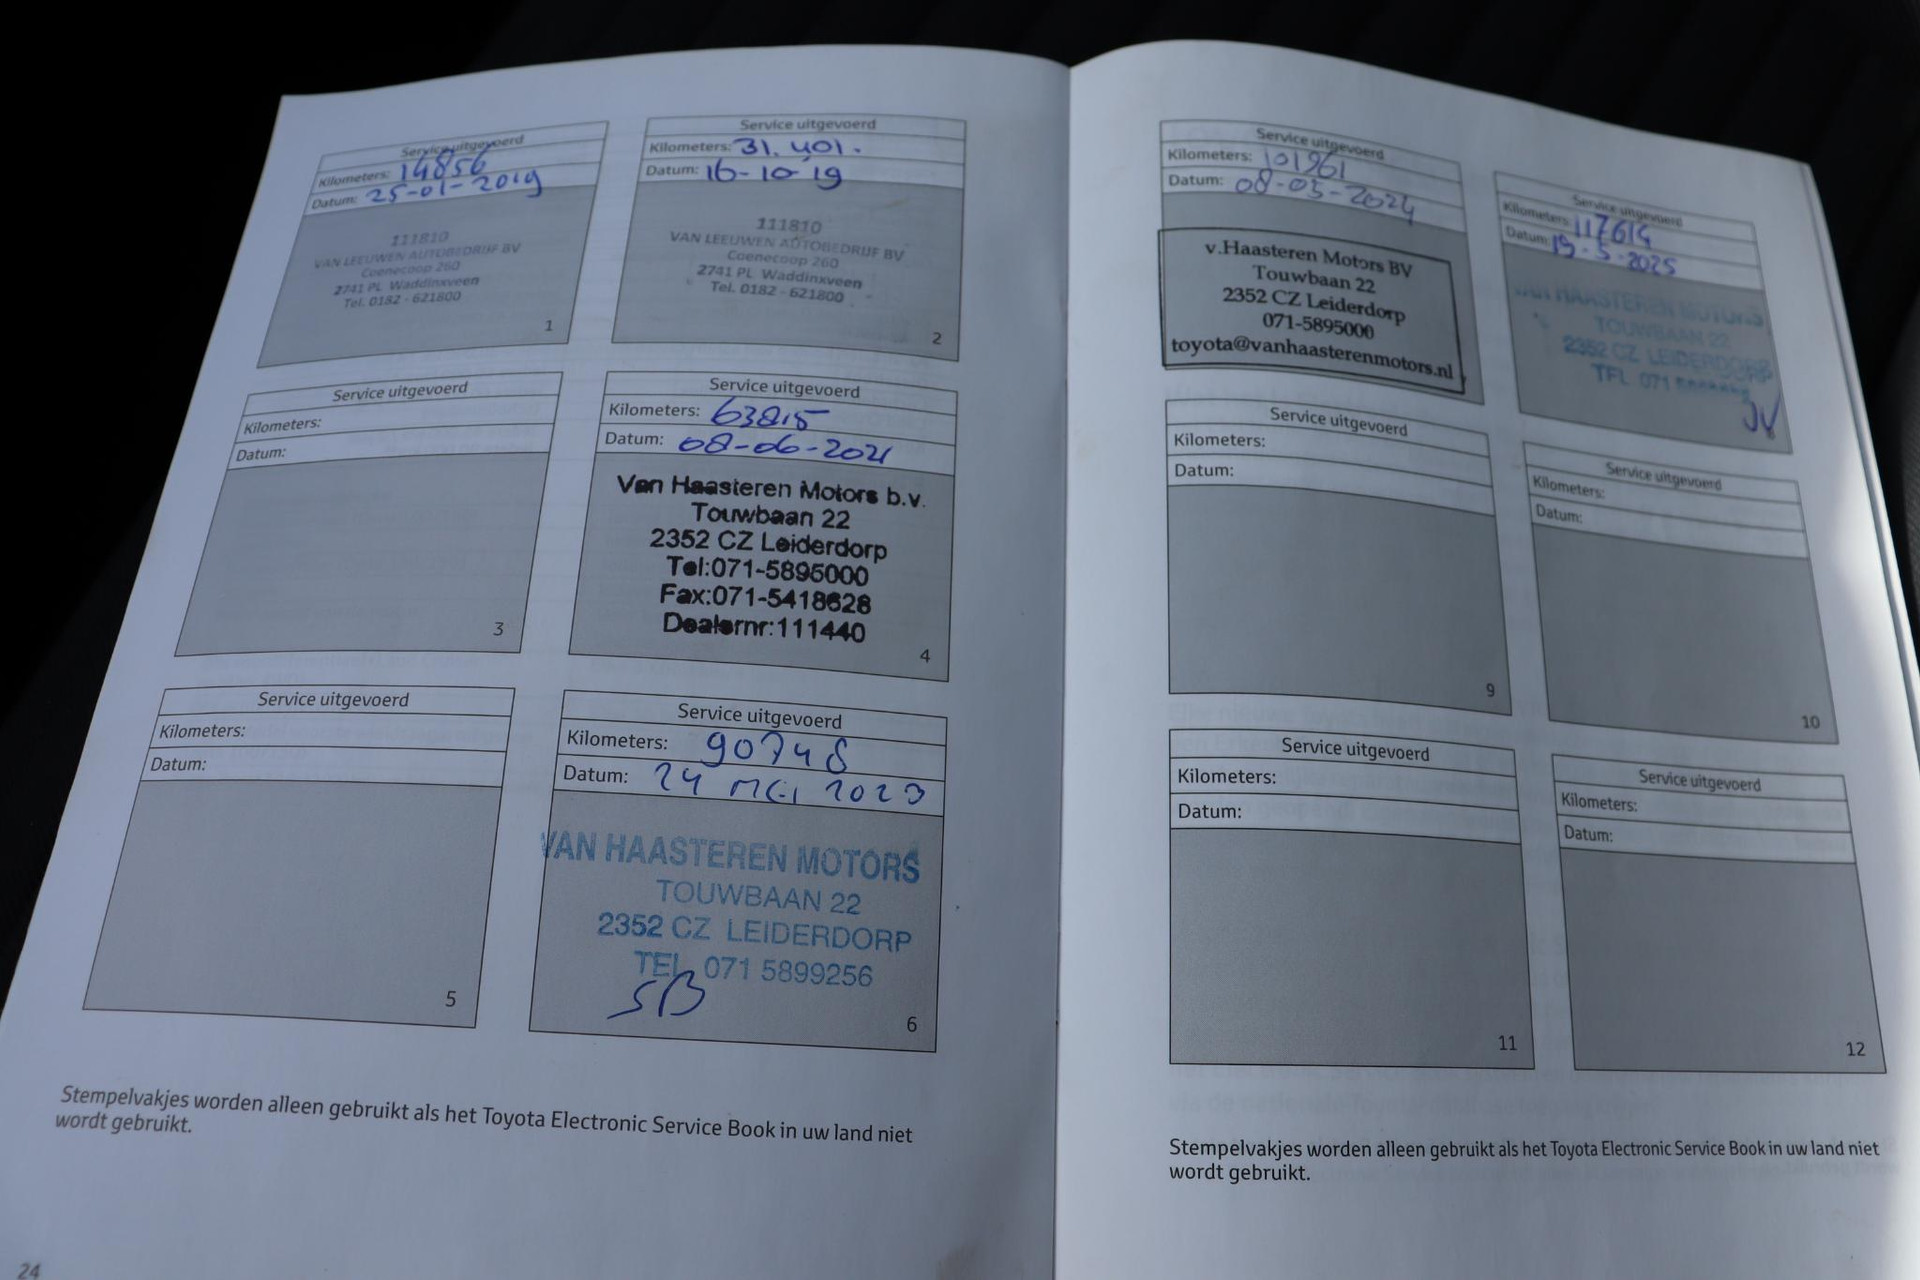 Service uitgevoerd
Kilometers: 14856
Datum: 25-01-2019
111810
VAN LEEUWEN AUTOBEDRIJF BV
Coenecoop 260
2741 PL Waddinxveen
Tel. 0182 - 621800
1
Service uitgevoerd
Kilometers: 31.401.
Datum: 16-10-19
111810
VAN LEEUWEN AUTOBEDRIJF BV
Coenecoop 260
2741 PL Waddinxveen
Tel. 0182 - 621800
2
Service uitgevoerd
Kilometers:
Datum:
3
Service uitgevoerd
Kilometers: 63815
Datum: 08-06-2021
Van Haasteren Motors b.v.
Touwbaan 22
2352 CZ Leiderdorp
Tel:071-5895000
Fax:071-5418628
Dealernr:111440
4
Service uitgevoerd
Kilometers:
Datum:
5
Service uitgevoerd
Kilometers: 90748
Datum: 24 MEI 2023
VAN HAASTEREN MOTORS
TOUWBAAN 22
2352 CZ LEIDERDORP
TEL 071 5899256
SB
6
Stempelvakjes worden alleen gebruikt als het Toyota Electronic Service Book in uw land niet
wordt gebruikt.
24
Service uitgevoerd
Kilometers: 101961
Datum: 08-05-2024
v.Haasteren Motors BV
Touwbaan 22
2352 CZ Leiderdorp
071-5895000
toyota@vanhaasterenmotors.nl
Service uitgevoerd
Kilometers: 117614
Datum: 19-5-2025
VAN HAASTEREN MOTORS
TOUWBAAN 22
2352 CZ LEIDERDORP
TEL 071
JV
Service uitgevoerd
Kilometers:
Datum:
9
Service uitgevoerd
Kilometers:
Datum:
10
Service uitgevoerd
Kilometers:
Datum:
11
Service uitgevoerd
Kilometers:
Datum:
12
Stempelvakjes worden alleen gebruikt als het Toyota Electronic Service Book in uw land niet
wordt gebruikt.